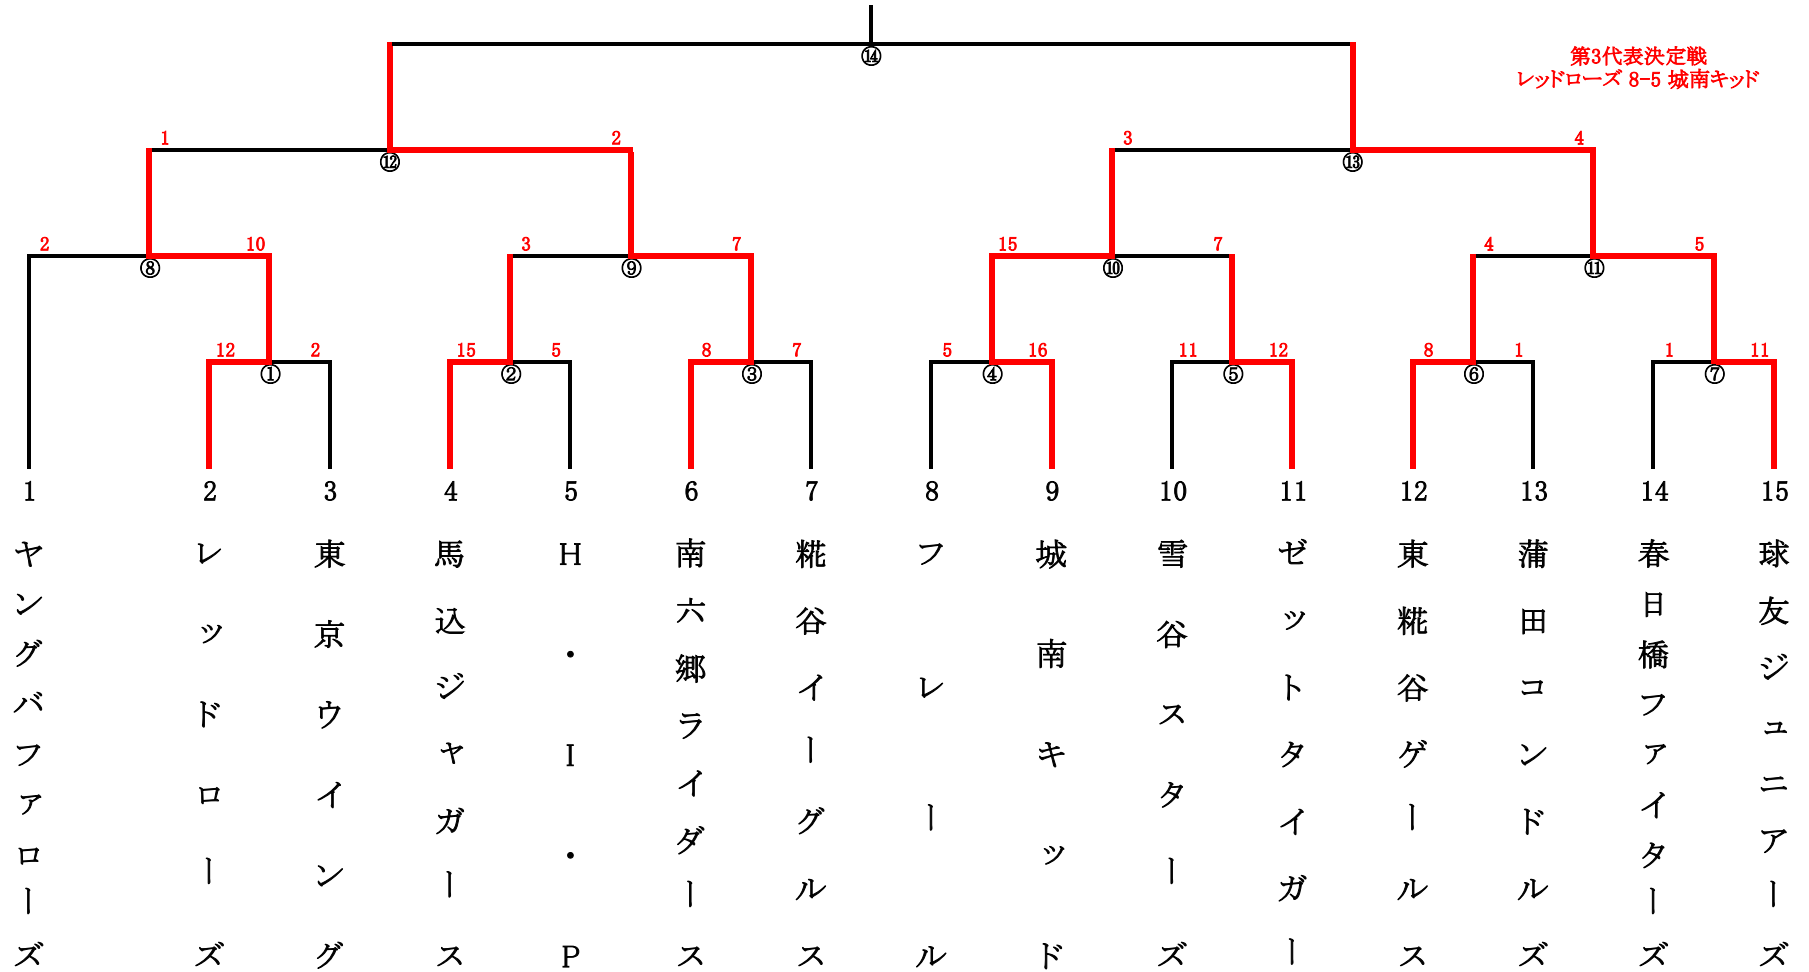 ⑭
第3代表決定戦
レッドローズ 8-5 城南キッド
1 2 3 4
⑫ ⑬
2 10 3 7 15 7 4 5
⑧ ⑨ ⑩ ⑪
12 2 15 5 8 7 5 16 11 12 8 1 1 11
① ② ③ ④ ⑤ ⑥ ⑦
1 2 3 4 5 6 7 8 9 10 11 12 13 14 15
ヤングバファローズ
レッドローズ
東京ウイング
馬込ジャガース
H・I・P
南六郷ライダース
糀谷イーグルス
フレール
城南キッド
雪谷スターズ
ゼットタイガー
東糀谷ゲールス
蒲田コンドルズ
春日橋ファイターズ
球友ジュニアーズ